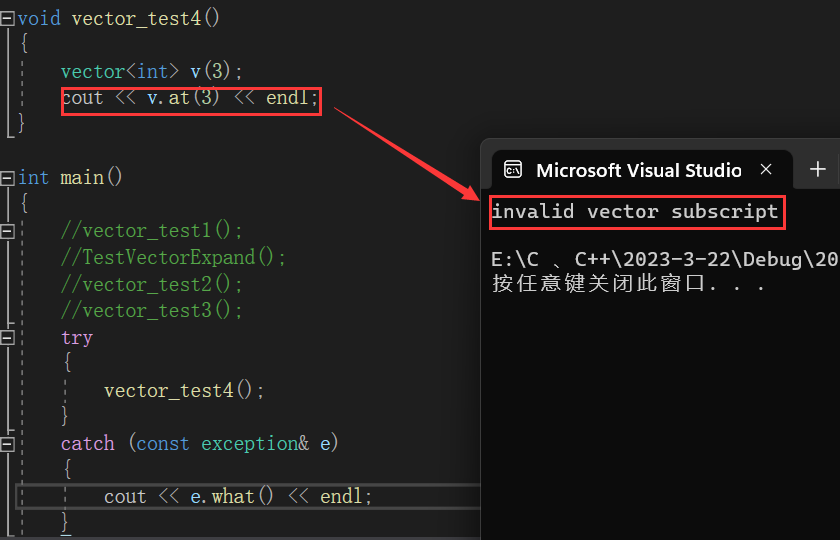 void vector_test4()
{
vector<int> v(3);
cout << v.at(3) << endl;
}
int main()
{
//vector_test1();
//TestVectorExpand();
//vector_test2();
//vector_test3();
try
{
vector_test4();
}
catch (const exception& e)
{
cout << e.what() << endl;
}
Microsoft Visual Studio
invalid vector subscript
E:\C 、C++\2023-3-22\Debug\20
按任意键关闭此窗口. . .